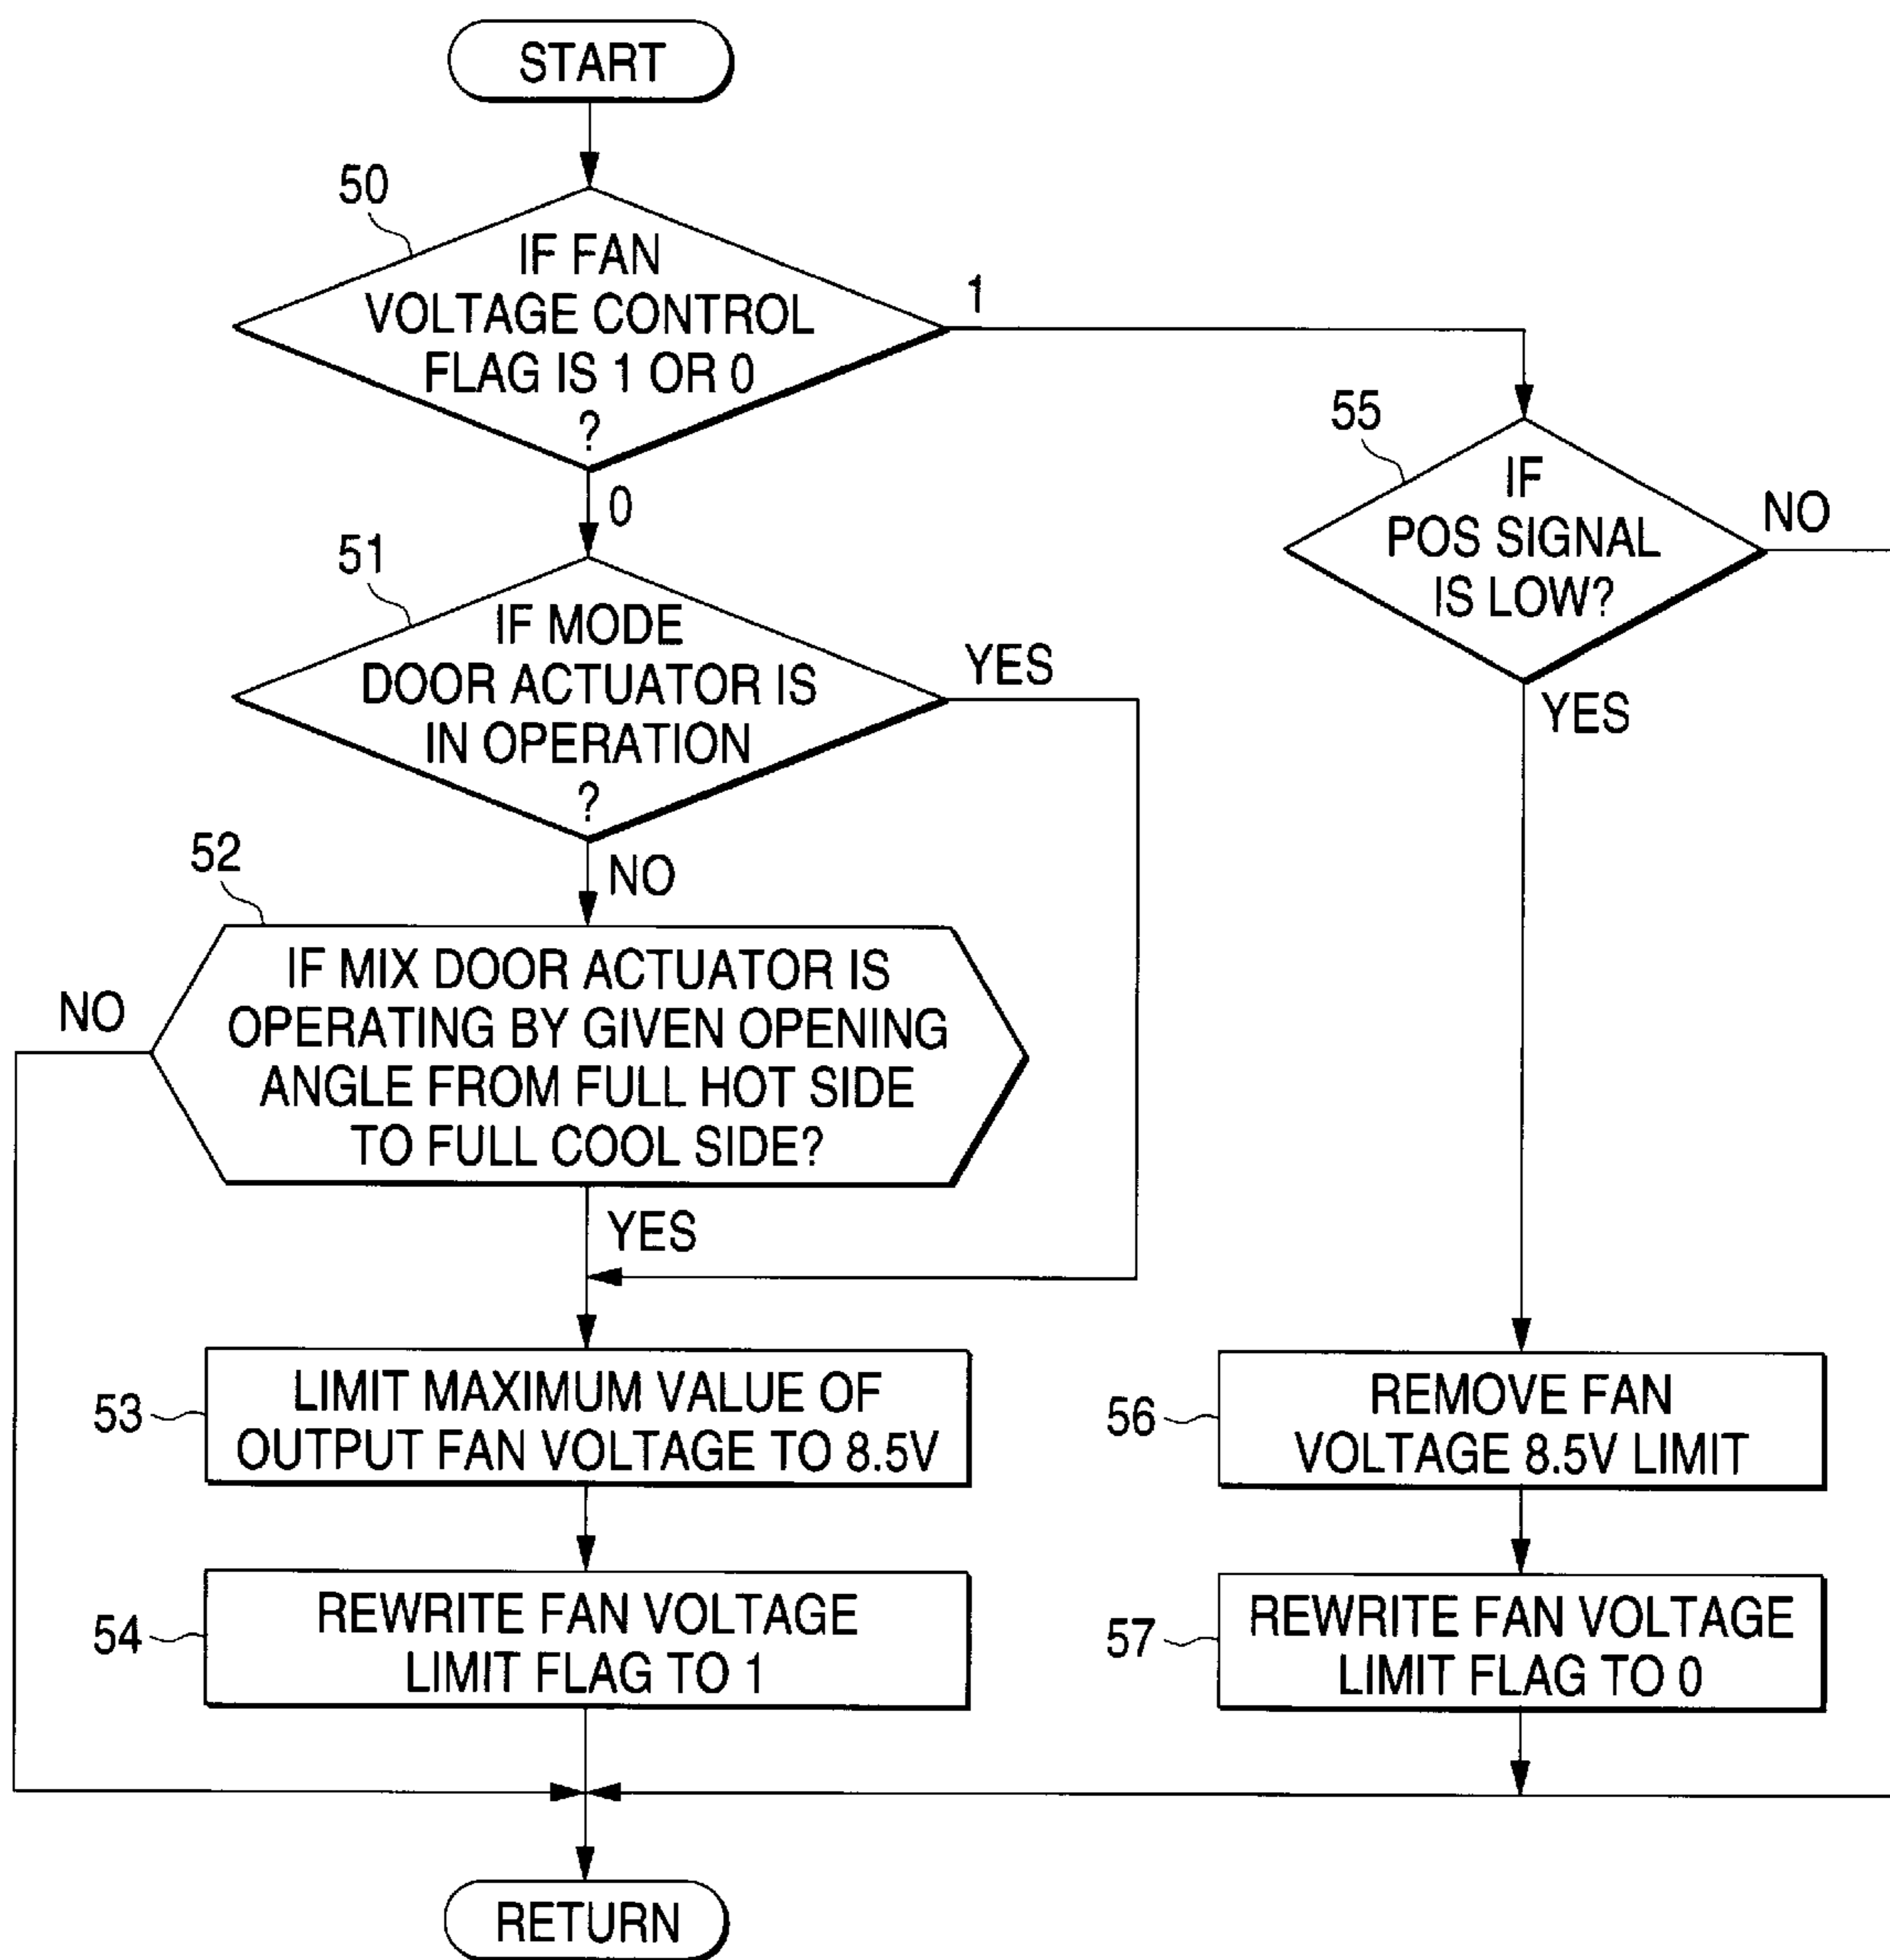 START
50
IF FAN
VOLTAGE CONTROL
FLAG IS 1 OR 0
?
1
0
51
IF MODE
DOOR ACTUATOR IS
IN OPERATION
?
YES
NO
52
IF MIX DOOR ACTUATOR IS
OPERATING BY GIVEN OPENING
ANGLE FROM FULL HOT SIDE
TO FULL COOL SIDE?
NO
YES
53
LIMIT MAXIMUM VALUE OF
OUTPUT FAN VOLTAGE TO 8.5V
54
REWRITE FAN VOLTAGE
LIMIT FLAG TO 1
55
IF
POS SIGNAL
IS LOW?
NO
YES
56
REMOVE FAN
VOLTAGE 8.5V LIMIT
57
REWRITE FAN VOLTAGE
LIMIT FLAG TO 0
RETURN